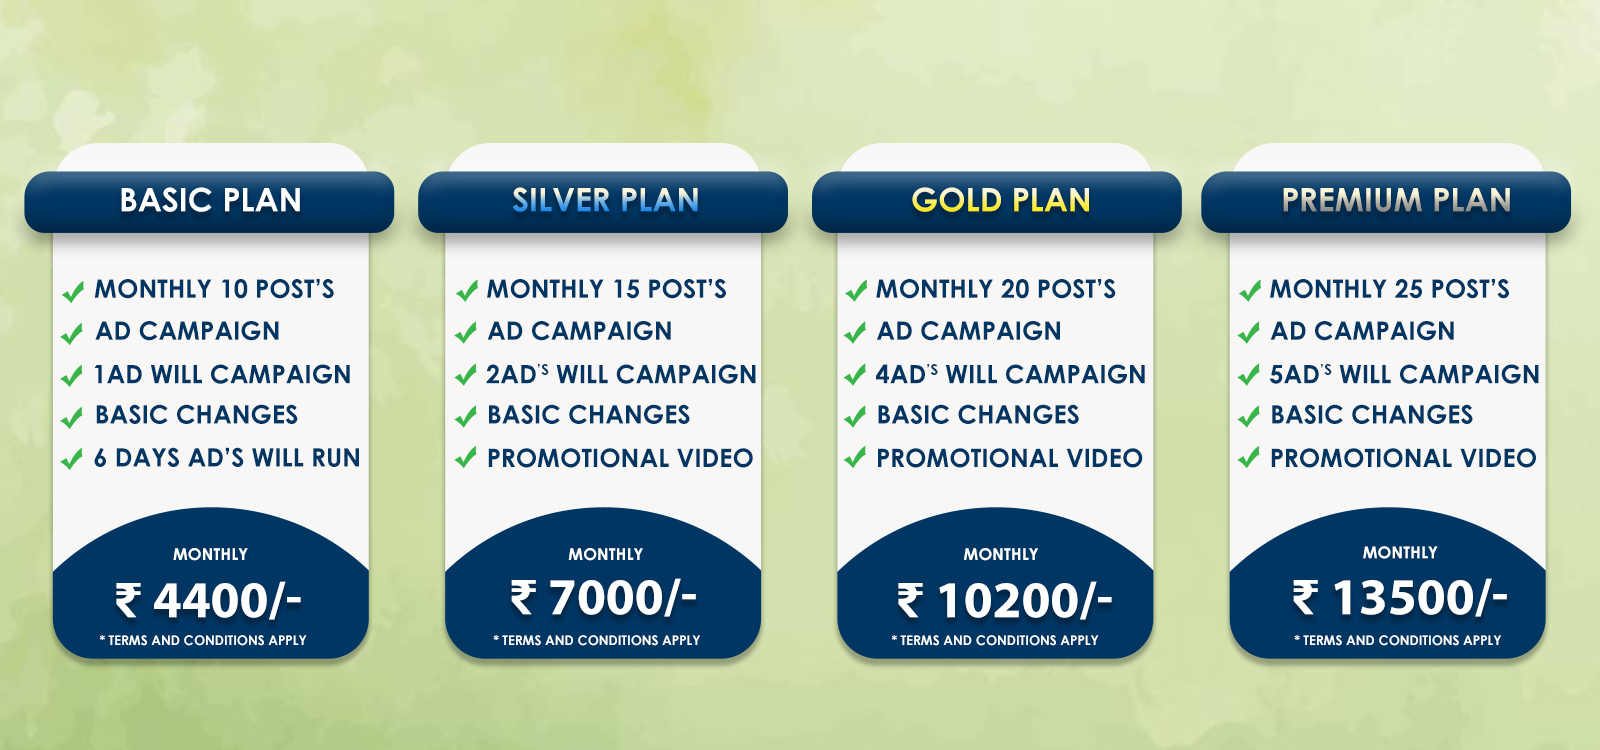 BASIC PLAN
MONTHLY 10 POST’S
AD CAMPAIGN
1AD WILL CAMPAIGN
BASIC CHANGES
6 DAYS AD’S WILL RUN
MONTHLY
₹ 4400/-
* TERMS AND CONDITIONS APPLY
SILVER PLAN
MONTHLY 15 POST’S
AD CAMPAIGN
2AD’S WILL CAMPAIGN
BASIC CHANGES
PROMOTIONAL VIDEO
MONTHLY
₹ 7000/-
* TERMS AND CONDITIONS APPLY
GOLD PLAN
MONTHLY 20 POST’S
AD CAMPAIGN
4AD’S WILL CAMPAIGN
BASIC CHANGES
PROMOTIONAL VIDEO
MONTHLY
₹ 10200/-
* TERMS AND CONDITIONS APPLY
PREMIUM PLAN
MONTHLY 25 POST’S
AD CAMPAIGN
5AD’S WILL CAMPAIGN
BASIC CHANGES
PROMOTIONAL VIDEO
MONTHLY
₹ 13500/-
* TERMS AND CONDITIONS APPLY